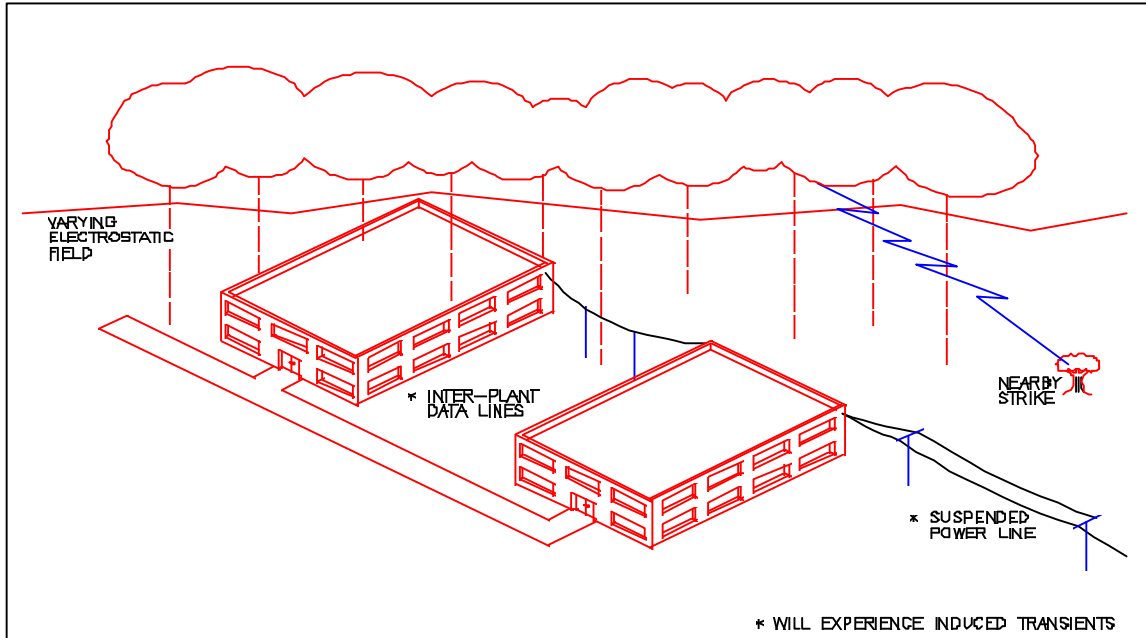 VARYING
ELECTROSTATIC
FIELD
* INTER-PLANT
DATA LINES
NEARBY
STRIKE
* SUSPENDED
POWER LINE
* WILL EXPERIENCE INDUCED TRANSIENTS